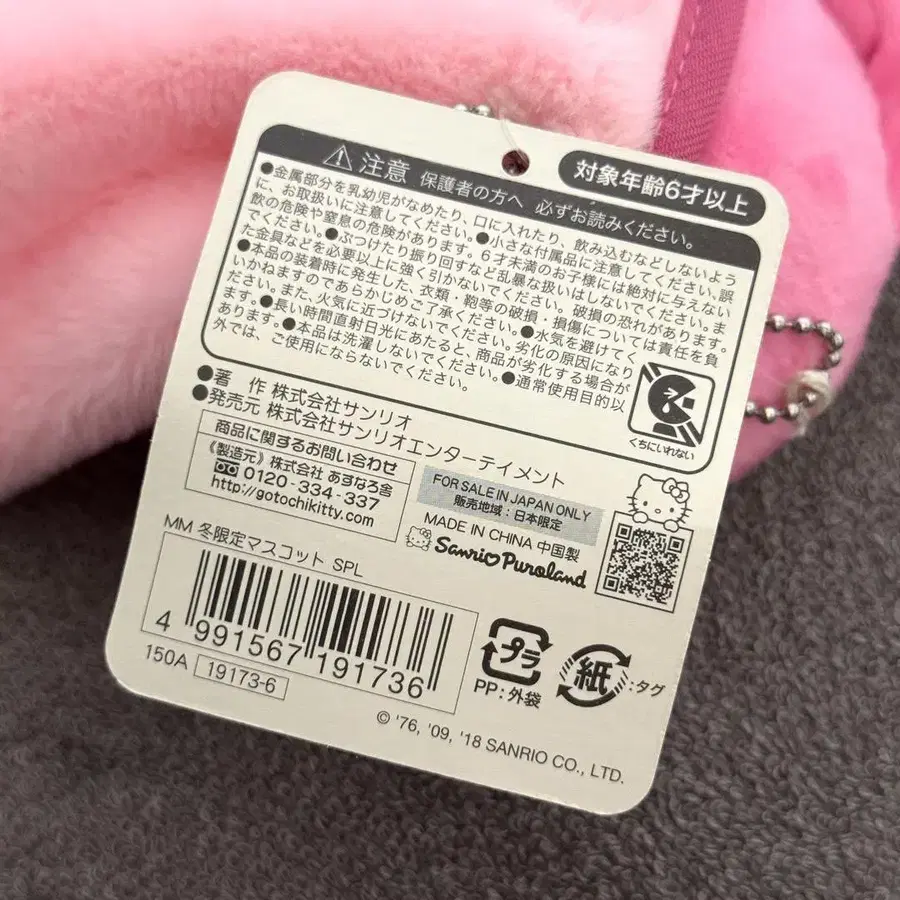 対象年齢6才以上
注意 保護者の方へ 必ずお読みください。
●金属部分を乳幼児がなめたり、口に入れたり、飲み込むなどしないよう
に、お取扱いに注意してください。●小さな付属品に注意してください。誤
飲の危険や窒息の危険があります。6才未満のお子様には絶対に与えない
でください。●ぶつけたり振り回すなど乱暴な扱いはしないでください。ま
た金具などを必要以上に強く引かないでください。破損の恐れがあります。
●本品の装着時に発生した、衣類・鞄等の破損・損傷については責任を負
いかねますのであらかじめご了承ください。●水気を避けてく
ださい。また、火気に近づけないでください。劣化の原因になり
ます。●長い時間直射日光にあたると、商品が劣化する場合が
あります。●本品は洗濯しないでください。●通常使用目的以
外では、ご使用にならないでください。
くちにいれない
●著 作 株式会社サンリオ
●発売元 株式会社サンリオエンターテイメント
商品に関するお問い合わせ
《製造元》株式会社 あすなろ舎
0120-334-337
http://gotochikitty.com
FOR SALE IN JAPAN ONLY
販売地域:日本限定
MADE IN CHINA 中国製
Sanrio Puroland
MM 冬限定マスコット SPL
4 991567 191736
150A 19173-6
プラ
PP:外袋
紙:タグ
© '76, '09, '18 SANRIO CO., LTD.